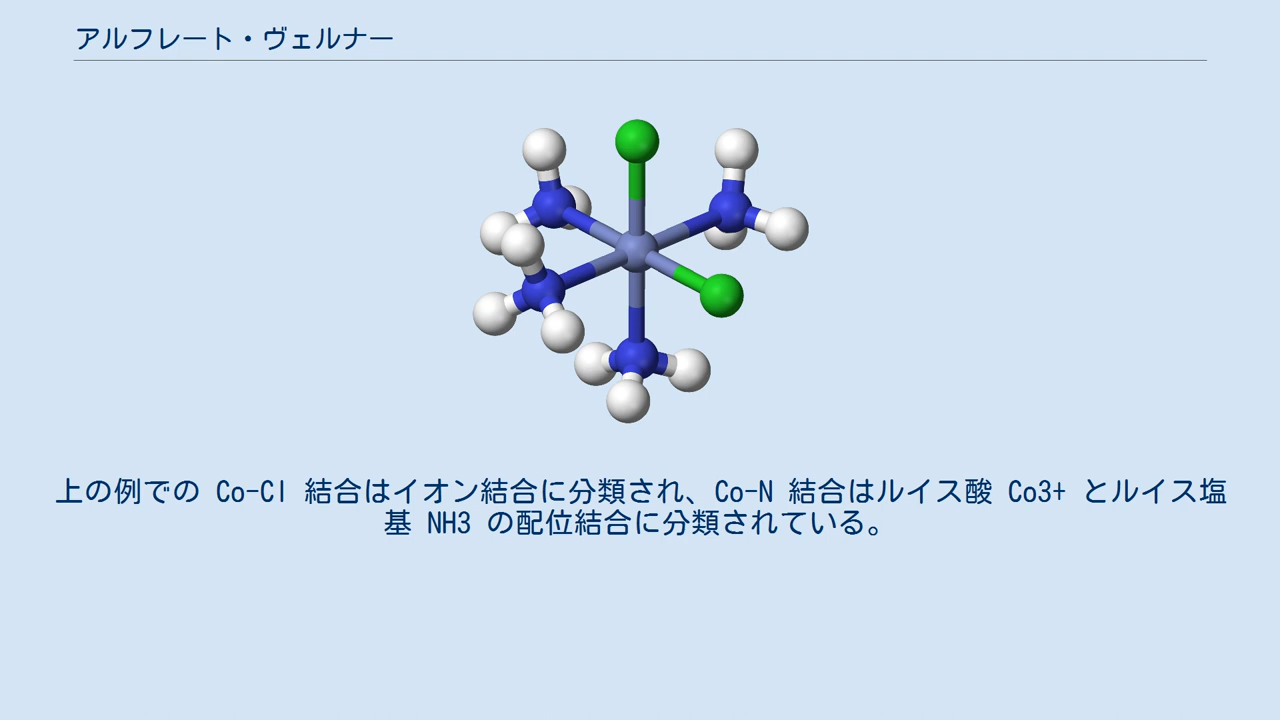 アルフレート・ヴェルナー
上の例での Co-Cl 結合はイオン結合に分類され、Co-N 結合はルイス酸 Co3+ とルイス塩
基 NH3 の配位結合に分類されている。